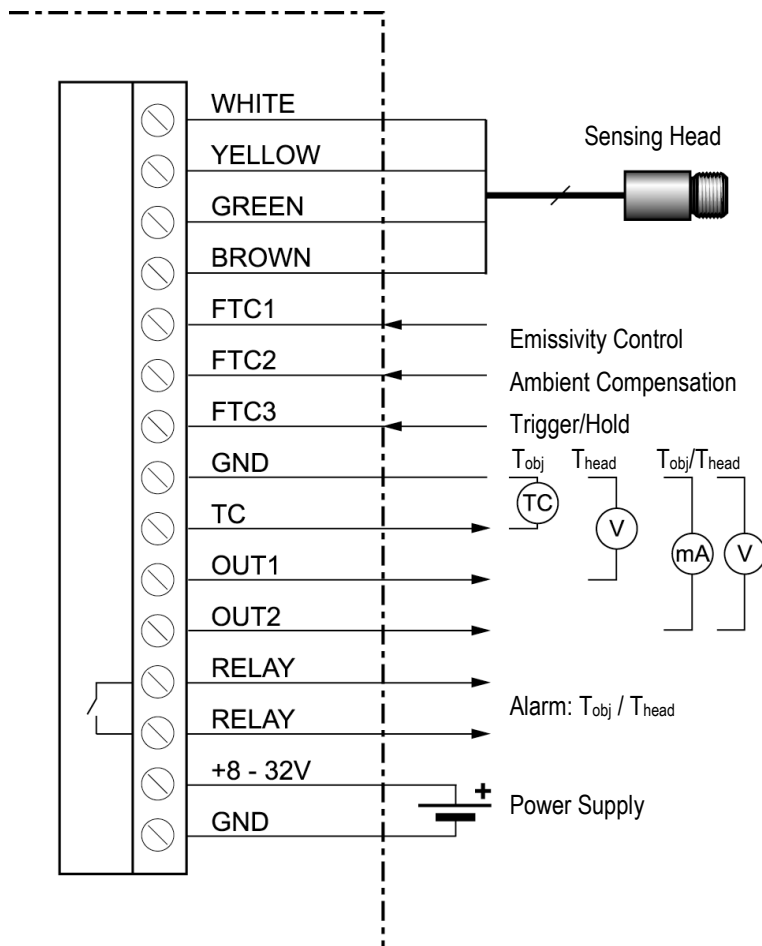 WHITE
Sensing Head
YELLOW
GREEN
BROWN
FTC1
Emissivity Control
FTC2
Ambient Compensation
FTC3
Trigger/Hold
GND
Tobj
Thead
Tobj/Thead
TC
TC
V
mA
V
OUT1
OUT2
RELAY
Alarm: Tobj / Thead
RELAY
+8 - 32V
+
Power Supply
GND